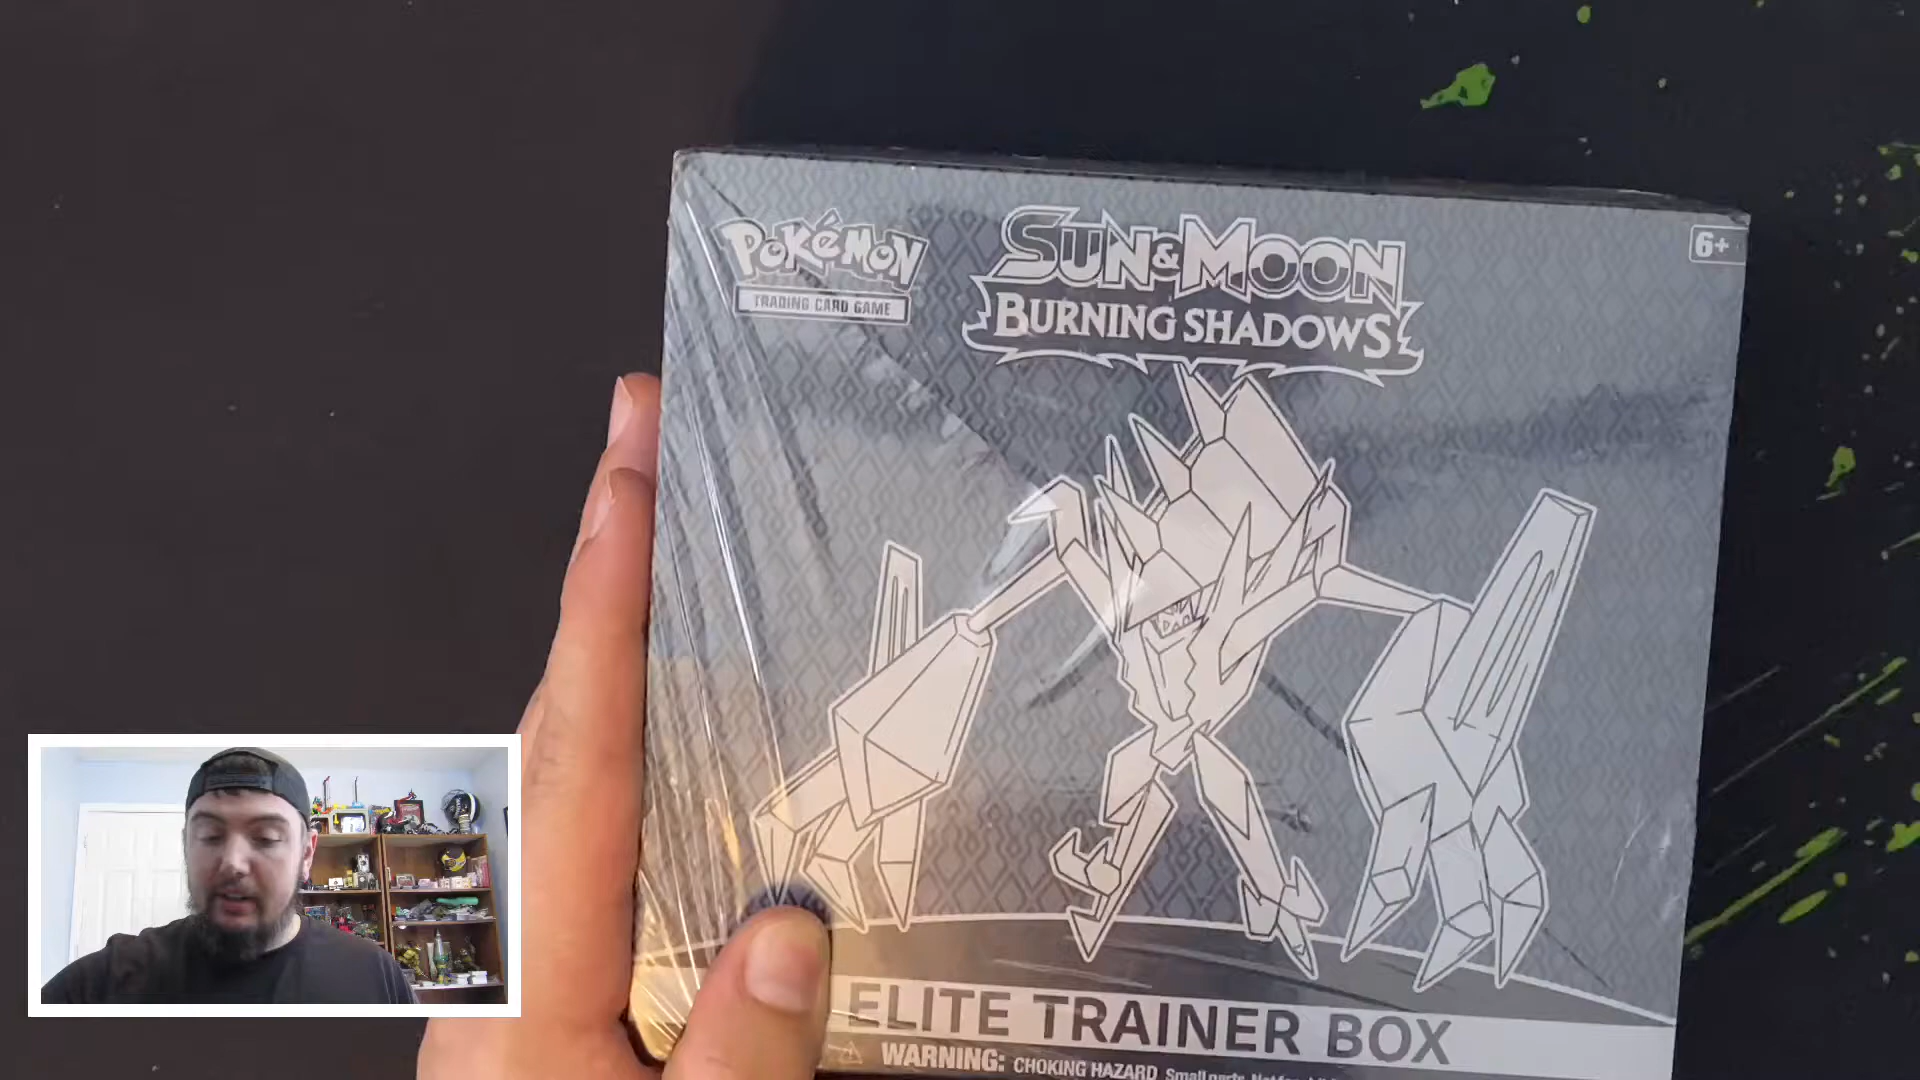 POKéMON
TRADING CARD GAME
SUN & MOON
BURNING SHADOWS
6+
ELITE TRAINER BOX
WARNING: CHOKING HAZARD Small parts.